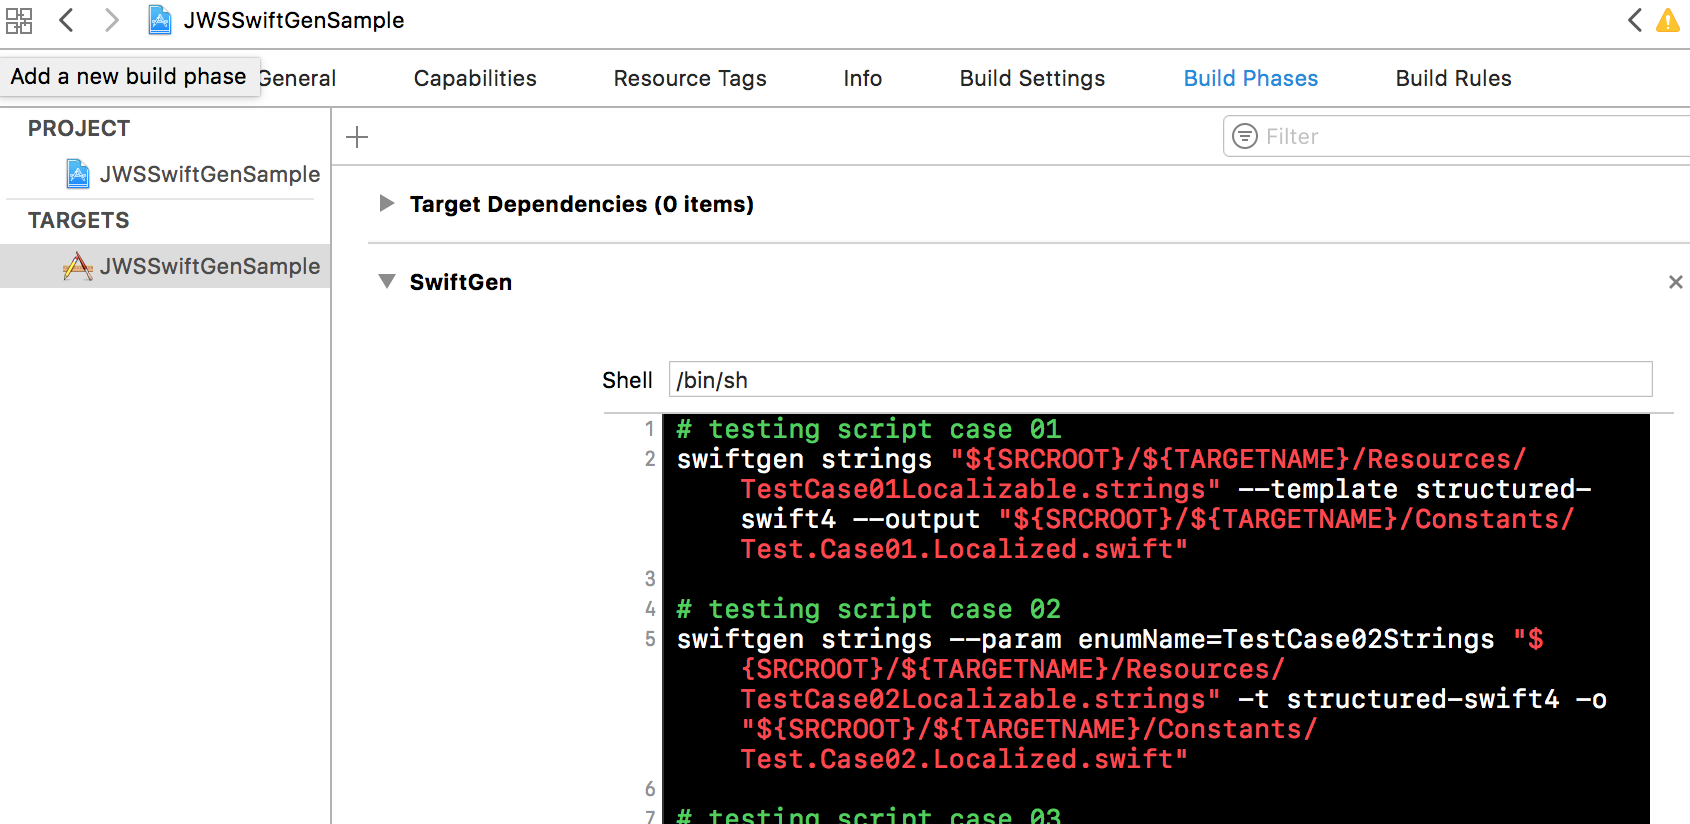 JWSSwiftGenSample
Add a new build phase General Capabilities Resource Tags Info Build Settings Build Phases Build Rules
PROJECT
JWSSwiftGenSample
TARGETS
JWSSwiftGenSample
Filter
Target Dependencies (0 items)
SwiftGen
Shell /bin/sh
1 # testing script case 01
2 swiftgen strings "${SRCROOT}/${TARGETNAME}/Resources/
TestCase01Localizable.strings" --template structured-
swift4 --output "${SRCROOT}/${TARGETNAME}/Constants/
Test.Case01.Localized.swift"
3
4 # testing script case 02
5 swiftgen strings --param enumName=TestCase02Strings "$
{SRCROOT}/${TARGETNAME}/Resources/
TestCase02Localizable.strings" -t structured-swift4 -o
"${SRCROOT}/${TARGETNAME}/Constants/
Test.Case02.Localized.swift"
6
7 # testing script case 03